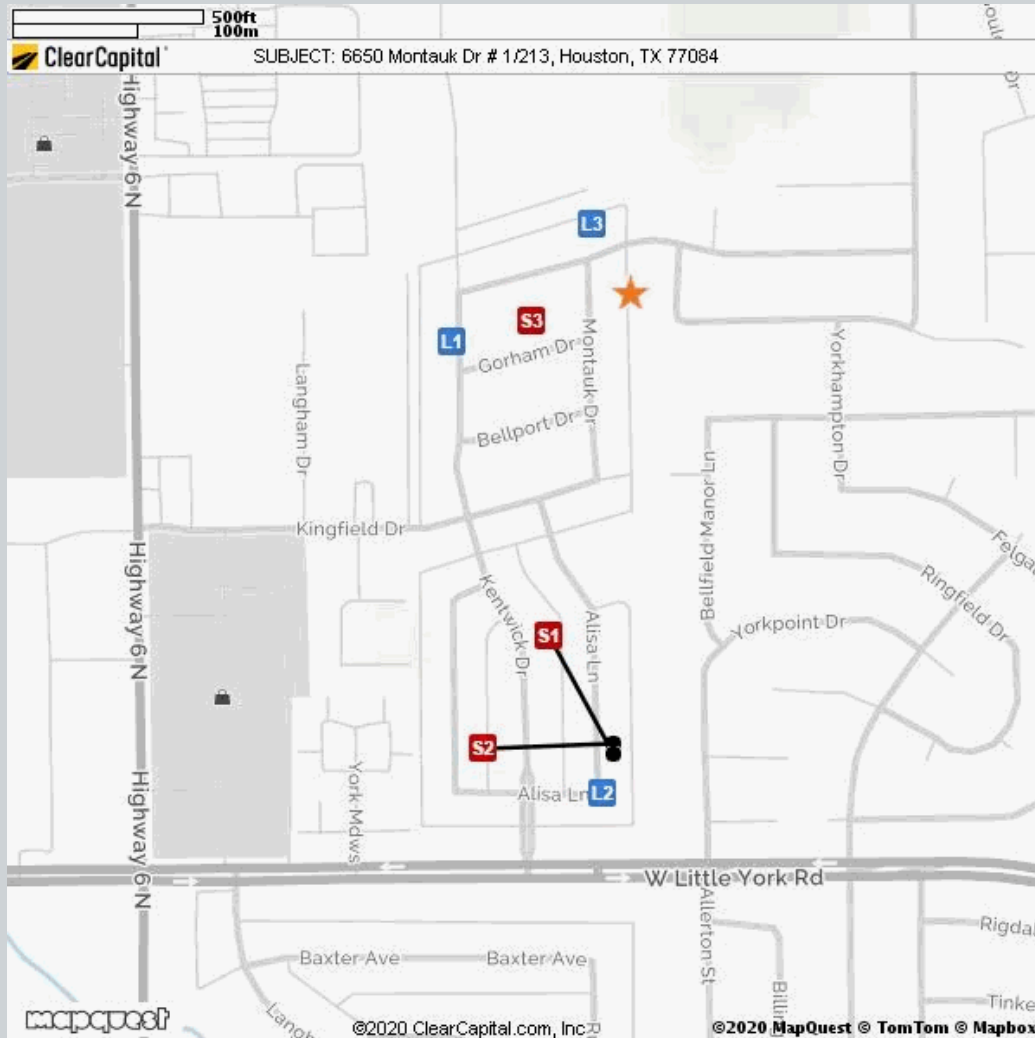 500ft
100m
ClearCapital
SUBJECT: 6650 Montauk Dr # 1/213, Houston, TX 77084
Highway 6 N
Dr
L3
S3
L1
Gorham Dr
Montauk Dr
Bellport Dr
Langham Dr
Yorkhampton Dr
Kingfield Dr
Bellfield Manor Ln
Ringfield Dr
Highway 6 N
Kentwick Dr
Alisa Ln
S1
Yorkpoint Dr
S2
Alisa Ln
L2
York Mdws
Highway 6 N
W Little York Rd
Allerton St
Baxter Ave
Baxter Ave
mapquest
©2020 ClearCapital.com, Inc
©2020 MapQuest © TomTom © Mapbox